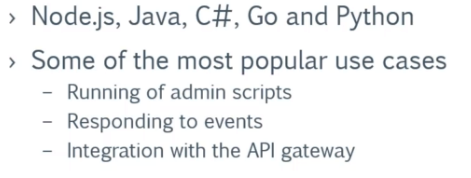 › Node.js, Java, C#, Go and Python
› Some of the most popular use cases
– Running of admin scripts
– Responding to events
– Integration with the API gateway